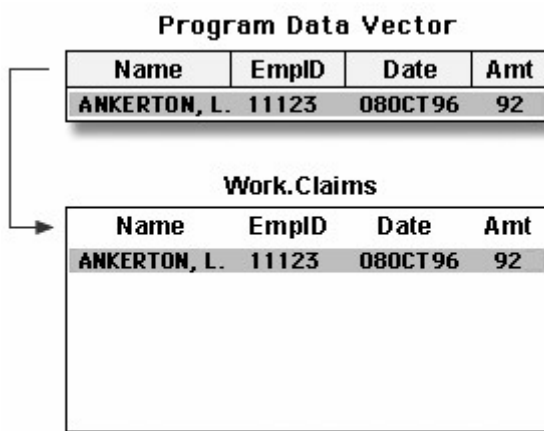 Program Data Vector
Name EmpID Date Amt
ANKERTON, L. 11123 08OCT96 92
Work.Claims
Name EmpID Date Amt
ANKERTON, L. 11123 08OCT96 92